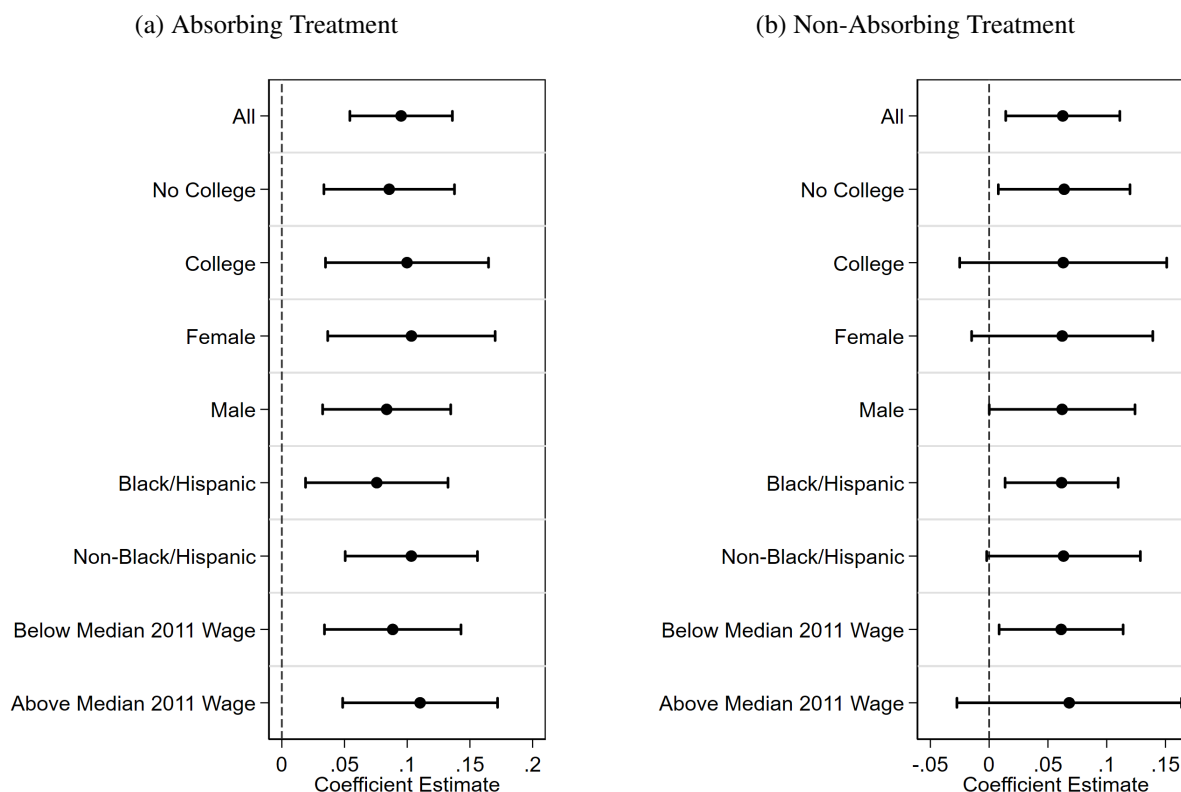 (a) Absorbing Treatment
All
No College
College
Female
Male
Black/Hispanic
Non-Black/Hispanic
Below Median 2011 Wage
Above Median 2011 Wage
0 .05 .1 .15 .2
Coefficient Estimate
(b) Non-Absorbing Treatment
All
No College
College
Female
Male
Black/Hispanic
Non-Black/Hispanic
Below Median 2011 Wage
Above Median 2011 Wage
-.05 0 .05 .1 .15
Coefficient Estimate